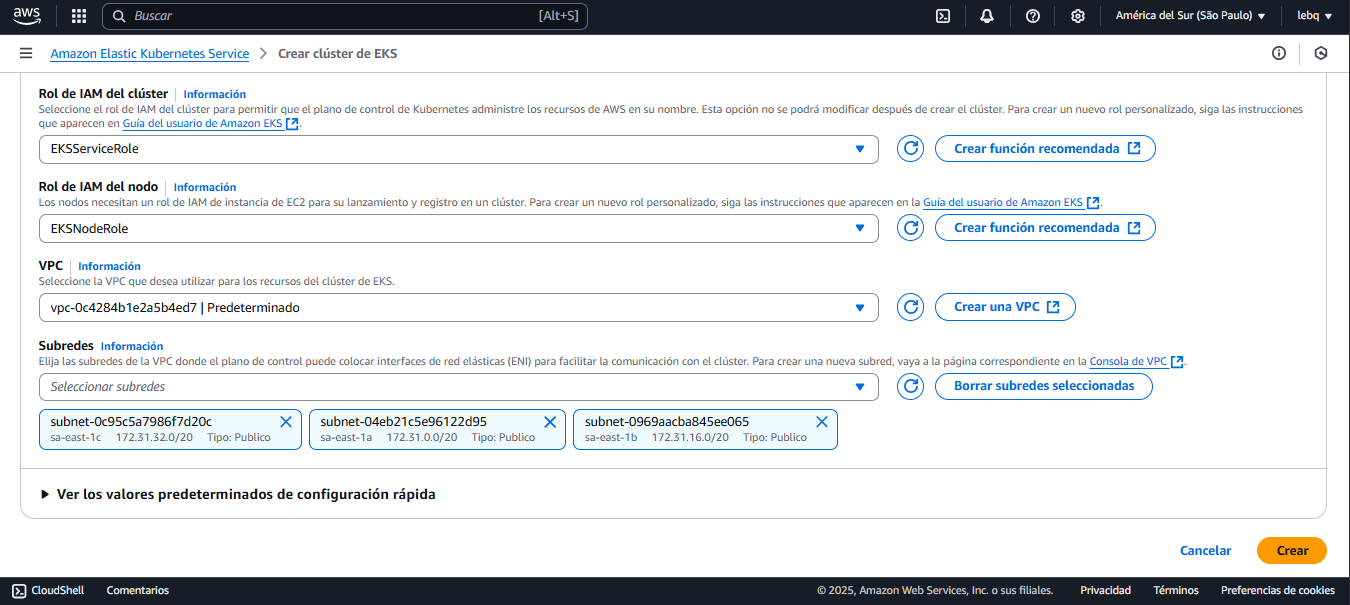 aws
Buscar [Alt+S] América del Sur (São Paulo) lebq
Amazon Elastic Kubernetes Service > Crear clúster de EKS
Rol de IAM del clúster | Información
Seleccione el rol de IAM del clúster para permitir que el plano de control de Kubernetes administre los recursos de AWS en su nombre. Esta opción no se podrá modificar después de crear el clúster. Para crear un nuevo rol personalizado, siga las instrucciones
que aparecen en Guía del usuario de Amazon EKS.
EKSServiceRole Crear función recomendada
Rol de IAM del nodo | Información
Los nodos necesitan un rol de IAM de instancia de EC2 para su lanzamiento y registro en un clúster. Para crear un nuevo rol personalizado, siga las instrucciones que aparecen en la Guía del usuario de Amazon EKS.
EKSNodeRole Crear función recomendada
VPC | Información
Seleccione la VPC que desea utilizar para los recursos del clúster de EKS.
vpc-0c4284b1e2a5b4ed7 | Predeterminado Crear una VPC
Subredes Información
Elija las subredes de la VPC donde el plano de control puede colocar interfaces de red elásticas (ENI) para facilitar la comunicación con el clúster. Para crear una nueva subred, vaya a la página correspondiente en la Consola de VPC.
Seleccionar subredes Borrar subredes seleccionadas
subnet-0c95c5a7986f7d20c subnet-04eb21c5e96122d95 subnet-0969aacba845ee065
sa-east-1c 172.31.32.0/20 Tipo: Publico sa-east-1a 172.31.0.0/20 Tipo: Publico sa-east-1b 172.31.16.0/20 Tipo: Publico
Ver los valores predeterminados de configuración rápida
Cancelar Crear
CloudShell Comentarios © 2025, Amazon Web Services, Inc. o sus filiales. Privacidad Términos Preferencias de cookies